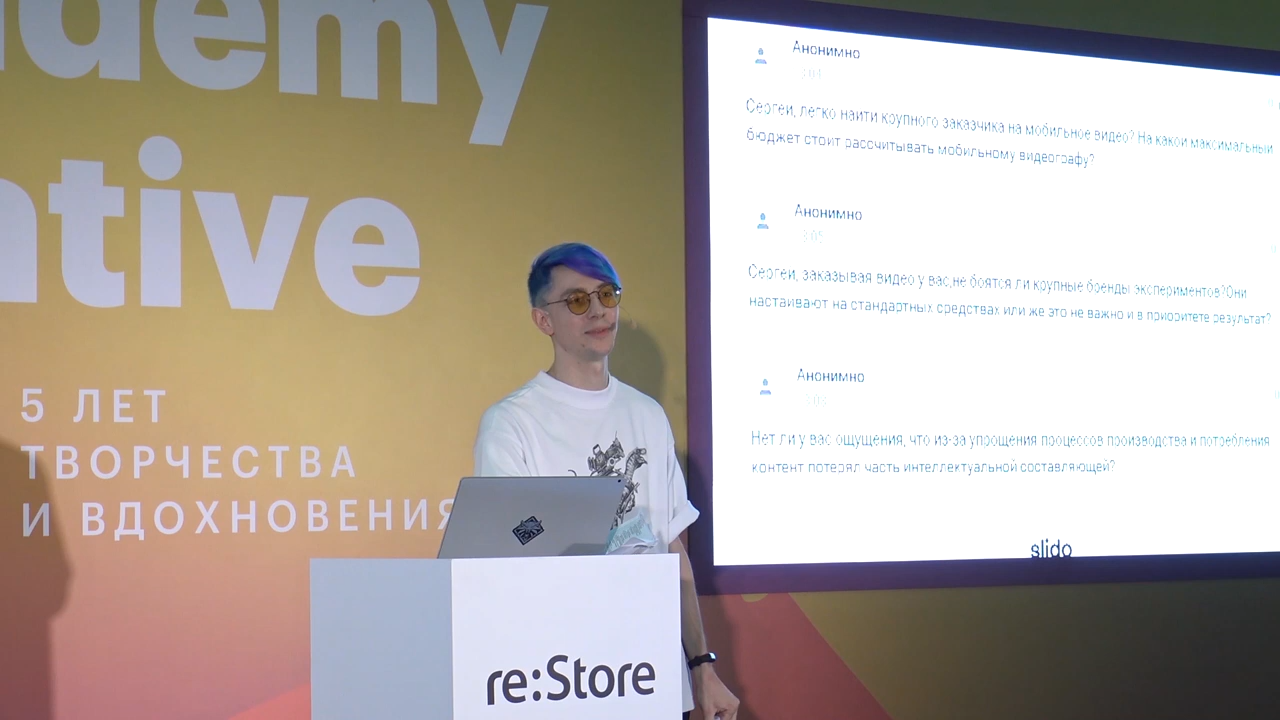 ademy
ative
5 ЛЕТ
ТВОРЧЕСТВА
И ВДОХНОВЕНИЯ
re:Store
Анонимно
Сергей, легко найти крупного заказчика на мобильное видео? На какой максимальный
бюджет стоит рассчитывать мобильному видеографу?
Анонимно
Сергей, заказывая видео у вас,не боятся ли крупные бренды экспериментов?Они
настаивают на стандартных средствах или же это не важно и в приоритете результат?
Анонимно
Нет ли у вас ощущения, что из-за упрощения процессов производства и потребления
контент потерял часть интеллектуальной составляющей?
slido